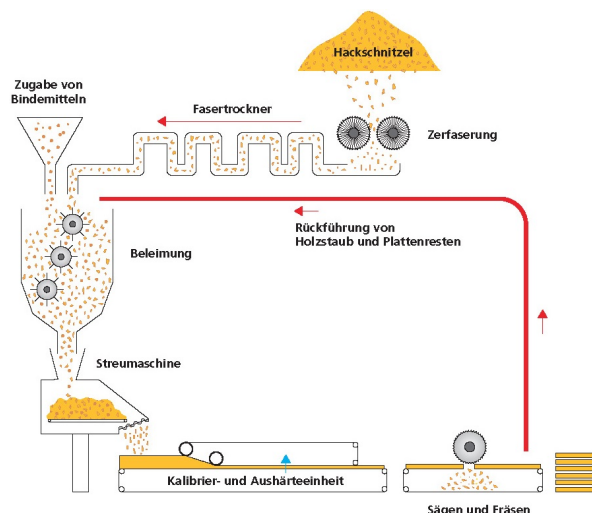 Hackschnitzel
Zugabe von
Bindemitteln
Fasertrockner
Zerfaserung
Rückführung von
Holzstaub und Plattenresten
Beleimung
Streumaschine
Kalibrier- und Aushärteeinheit
Sägen und Fräsen